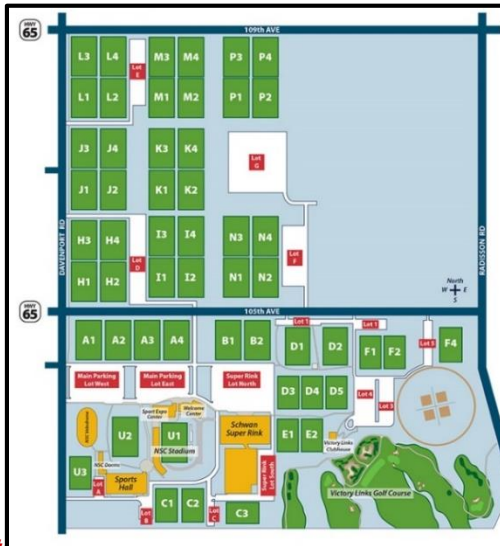 HWY
65
109th AVE
L3
L4
Lot
E
M3
M4
P3
P4
L1
L2
M1
M2
P1
P2
J3
J4
K3
K4
Lot
G
J1
J2
K1
K2
DAVENPORT RD
RADISSON RD
H3
H4
Lot
D
I3
I4
N3
N4
Lot
F
H1
H2
I1
I2
N1
N2
North
W E
S
HWY
65
105th AVE
A1
A2
A3
A4
B1
B2
Lot 1
D1
D2
Lot 1
F1
F2
F4
Main Parking
Lot West
Main Parking
Lot East
Super Rink
Lot North
D3
D4
D5
Lot 4
Sport Expo
Center
Welcome
Center
NSC Velodrome
U2
U1
NSC Stadium
Schwan
Super Rink
E1
E2
Victory Links
Clubhouse
U3
NSC Dorms
Lot
A
Sports
Hall
Super Rink
Lot South
Victory Links Golf Course
Lot
B
C1
C2
Lot
C
C3